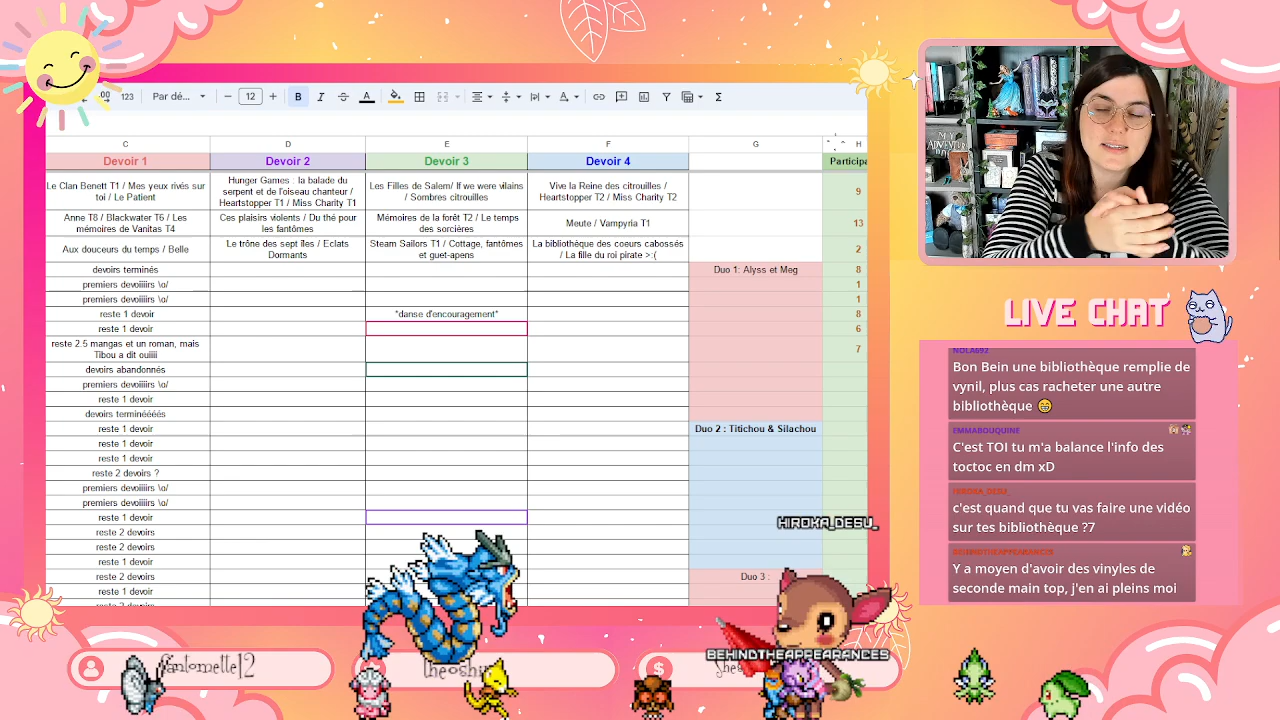 .00 123 Par dé... − 12 + B I A Σ
C D E F G H
Devoir 1 Devoir 2 Devoir 3 Devoir 4 Participa
Le Clan Benett T1 / Mes yeux rivés sur
toi / Le Patient
Hunger Games : la balade du
serpent et de l'oiseau chanteur /
Heartstopper T1 / Miss Charity T1
Les Filles de Salem/ If we were vilains
/ Sombres citrouilles
Vive la Reine des citrouilles /
Heartstopper T2 / Miss Charity T2
9
Anne T8 / Blackwater T6 / Les
mémoires de Vanitas T4
Ces plaisirs violents / Du thé pour
les fantômes
Mémoires de la forêt T2 / Le temps
des sorcières
Meute / Vampyria T1
13
Aux douceurs du temps / Belle
Le trône des sept îles / Eclats
Dormants
Steam Sailors T1 / Cottage, fantômes
et guet-apens
La bibliothèque des coeurs cabossés
/ La fille du roi pirate >:(
2
devoirs terminés Duo 1: Alyss et Meg 8
premiers devoiiiirs \o/ 1
premiers devoiiiirs \o/ 1
reste 1 devoir *danse d'encouragement* 8
reste 1 devoir 6
reste 2.5 mangas et un roman, mais
Tibou a dit ouiiii
7
devoirs abandonnés
premiers devoiiiirs \o/
reste 1 devoir
devoirs terminéééés
reste 1 devoir Duo 2 : Titichou & Silachou
reste 1 devoir
reste 1 devoir
reste 2 devoirs ?
premiers devoiiiirs \o/
premiers devoiiiirs \o/
reste 1 devoir
reste 2 devoirs
reste 2 devoirs
reste 1 devoir
reste 2 devoirs Duo 3 :
reste 1 devoir
reste 2 devoirs
MY
ADVENTURE
BOOK
LIVE CHAT
NOLA692
Bon Bein une bibliothèque remplie de
vynil, plus cas racheter une autre
bibliothèque 😁
EMMABOUQUINE
C'est TOI tu m'a balance l'info des
toctoc en dm xD
HIROKA_DESU_
c'est quand que tu vas faire une vidéo
sur tes bibliothèque ?7
BEHINDTHEAPPEARANCES
Y a moyen d'avoir des vinyles de
seconde main top, j'en ai pleins moi
HIROKA_DESU_
BEHINDTHEAPPEARANCES
fantomette12
$